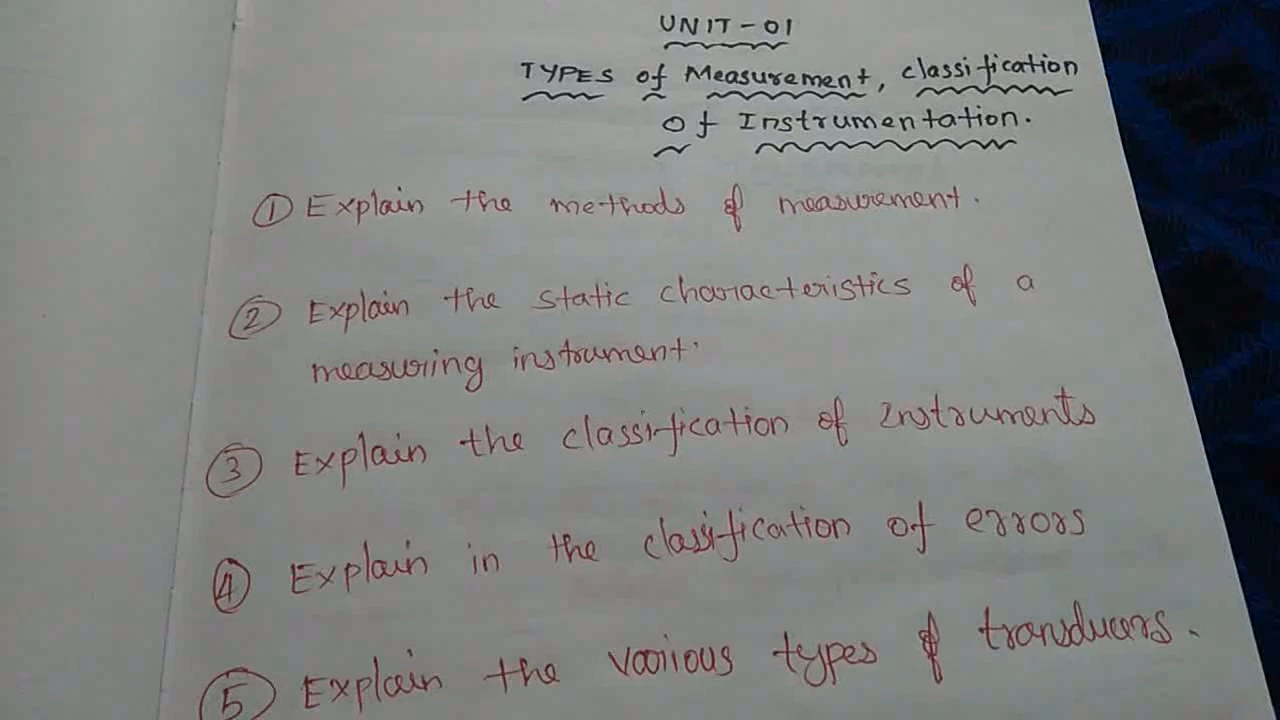 UNIT-01
TYPES of Measurement, classification
of Instrumentation.
① Explain the methods of measurement.
② Explain the static characteristics of a
measuring instrument.
③ Explain the classification of Instruments
④ Explain in the classification of errors
⑤ Explain the various types of transducers.